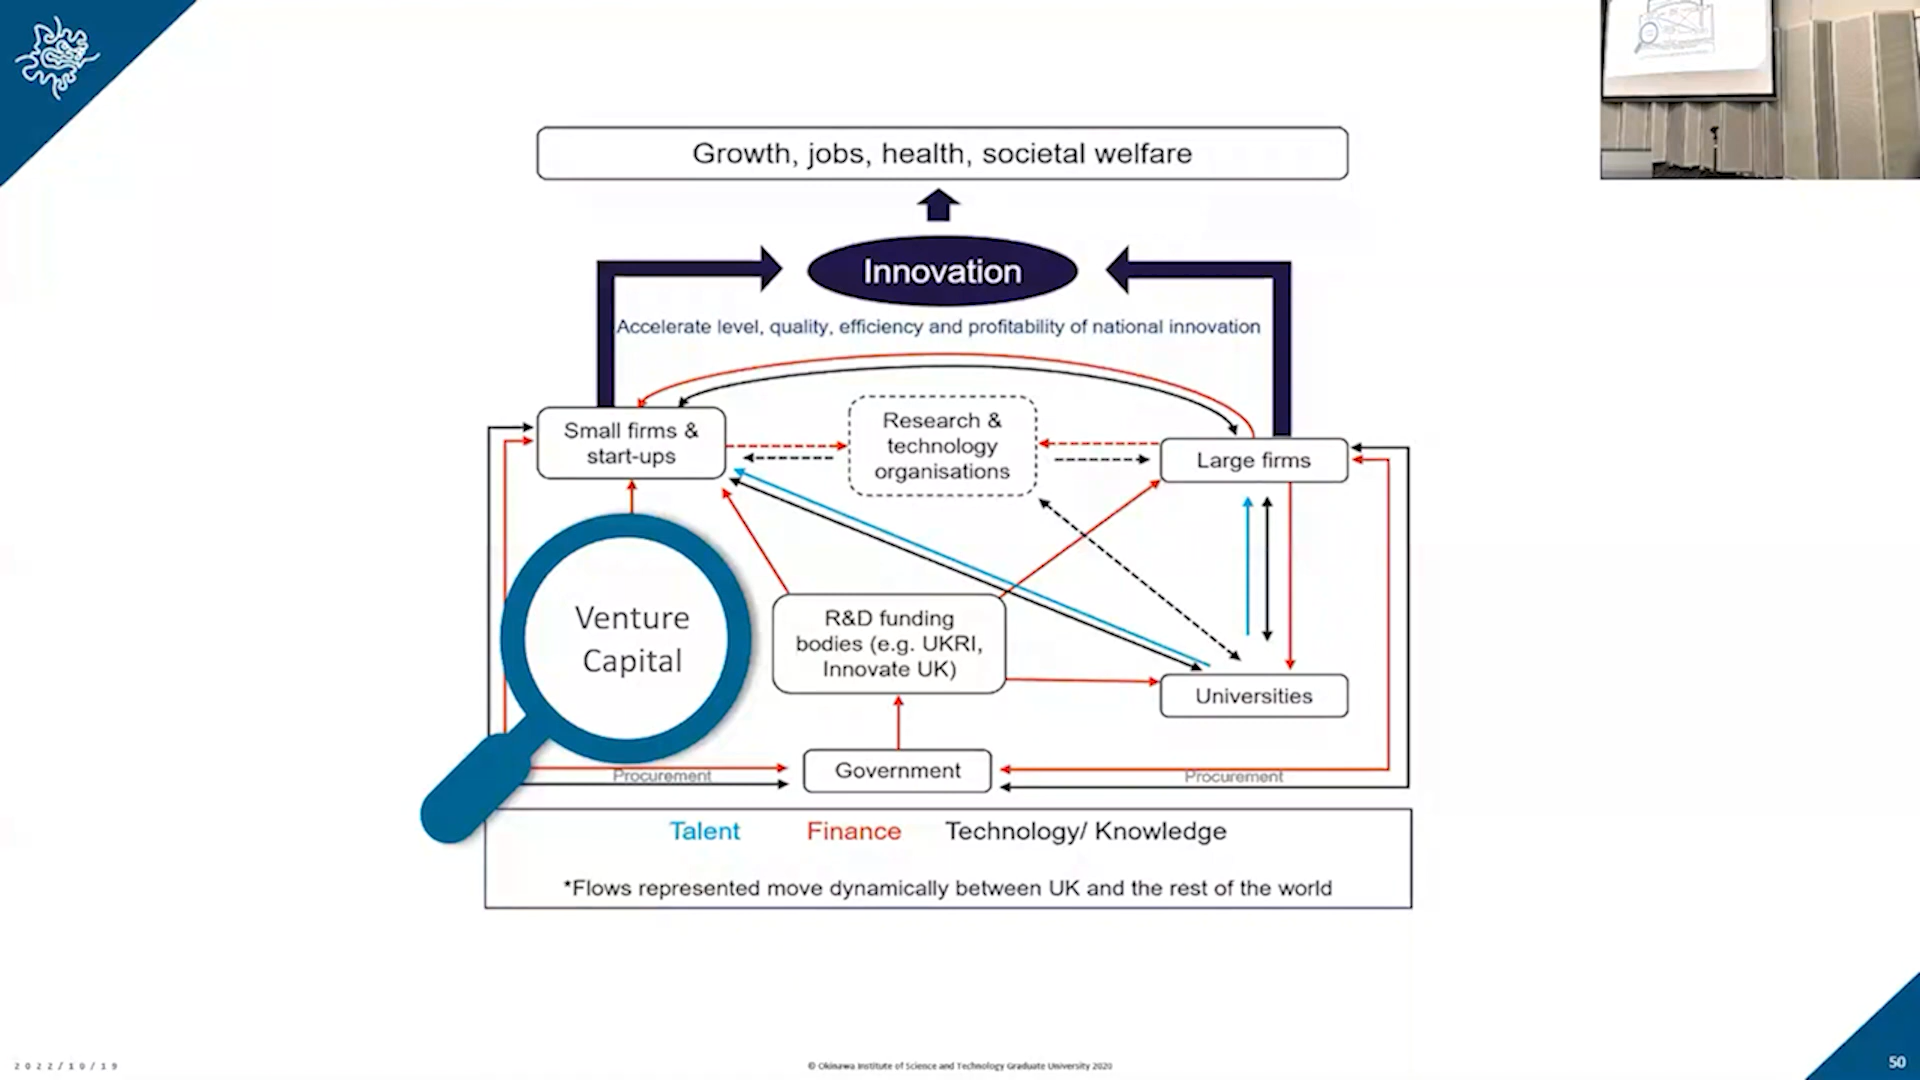 Growth, jobs, health, societal welfare
Innovation
Accelerate level, quality, efficiency and profitability of national innovation
Small firms &
start-ups
Research &
technology
organisations
Large firms
Venture
Capital
R&D funding
bodies (e.g. UKRI,
Innovate UK)
Universities
Government
Procurement
Procurement
Talent Finance Technology/ Knowledge
*Flows represented move dynamically between UK and the rest of the world
2022/10/19
© Okinawa Institute of Science and Technology Graduate University 2020
50